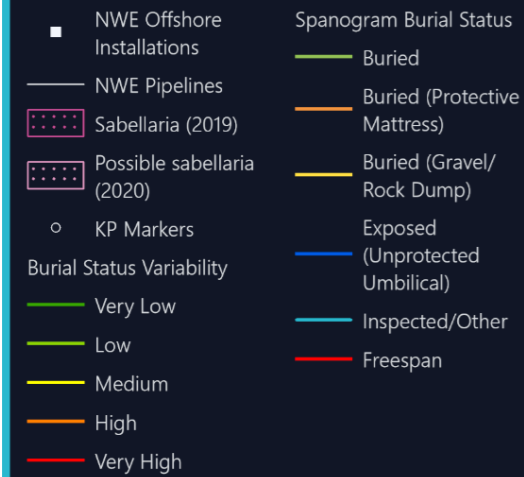 NWE Offshore
Installations
NWE Pipelines
Sabellaria (2019)
Possible sabellaria
(2020)
KP Markers
Burial Status Variability
Very Low
Low
Medium
High
Very High
Spanogram Burial Status
Buried
Buried (Protective
Mattress)
Buried (Gravel/
Rock Dump)
Exposed
(Unprotected
Umbilical)
Inspected/Other
Freespan